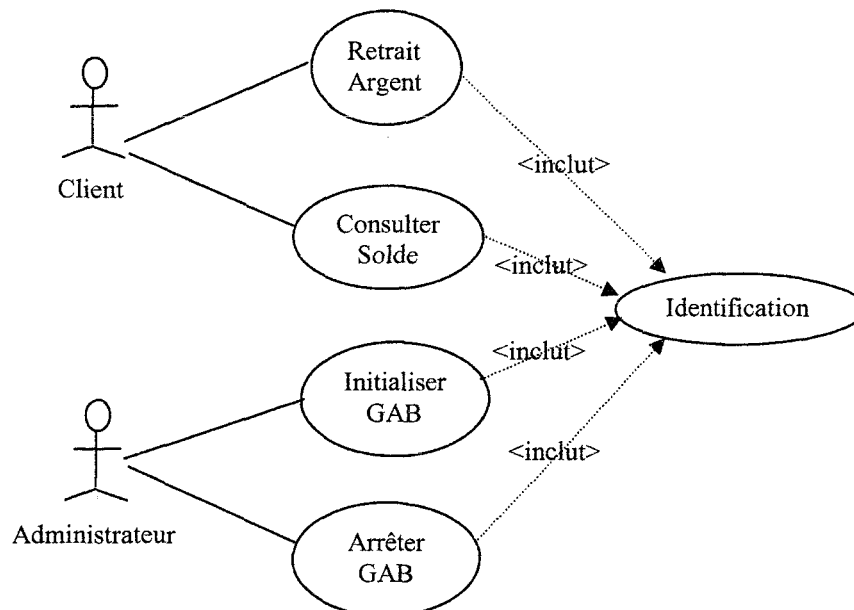 Retrait
Argent
<inclut>
Client
Consulter
Solde
<inclut>
Identification
Initialiser
GAB
<inclut>
<inclut>
Administrateur
Arrêter
GAB